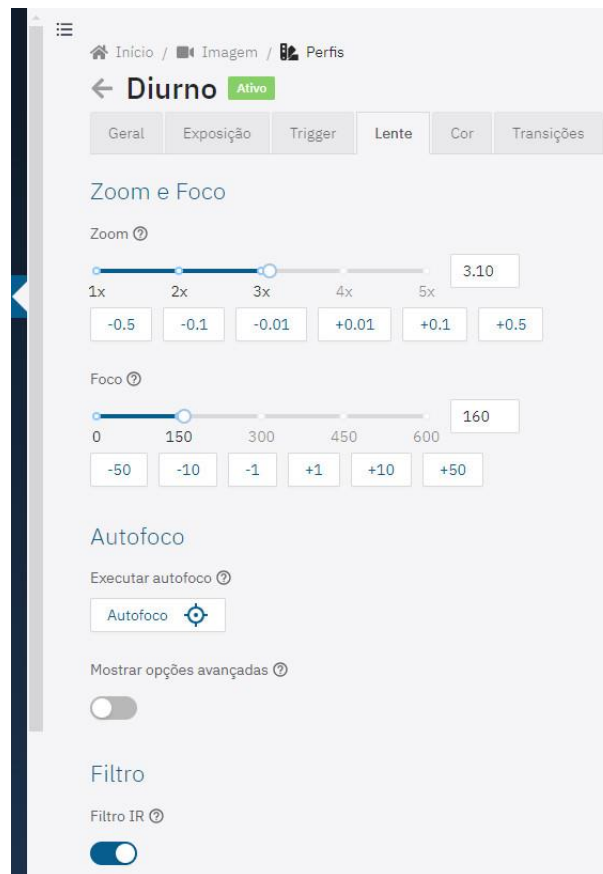 Início / Imagem / Perfis
Diurno Ativo
Geral Exposição Trigger Lente Cor Transições
Zoom e Foco
Zoom
3.10
1x 2x 3x 4x 5x
-0.5 -0.1 -0.01 +0.01 +0.1 +0.5
Foco
160
0 150 300 450 600
-50 -10 -1 +1 +10 +50
Autofoco
Executar autofoco
Autofoco
Mostrar opções avançadas
Filtro
Filtro IR